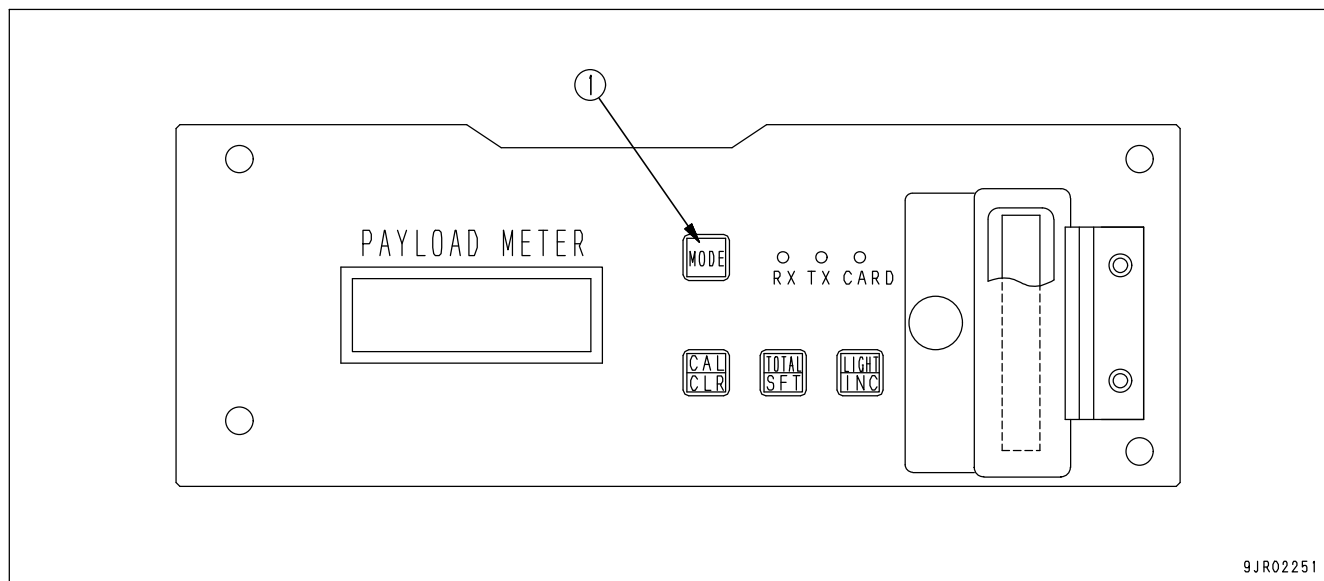 ①
PAYLOAD METER
MODE
RX TX CARD
CAL
CLR
TOTAL
SFT
LIGHT
INC
9JR02251